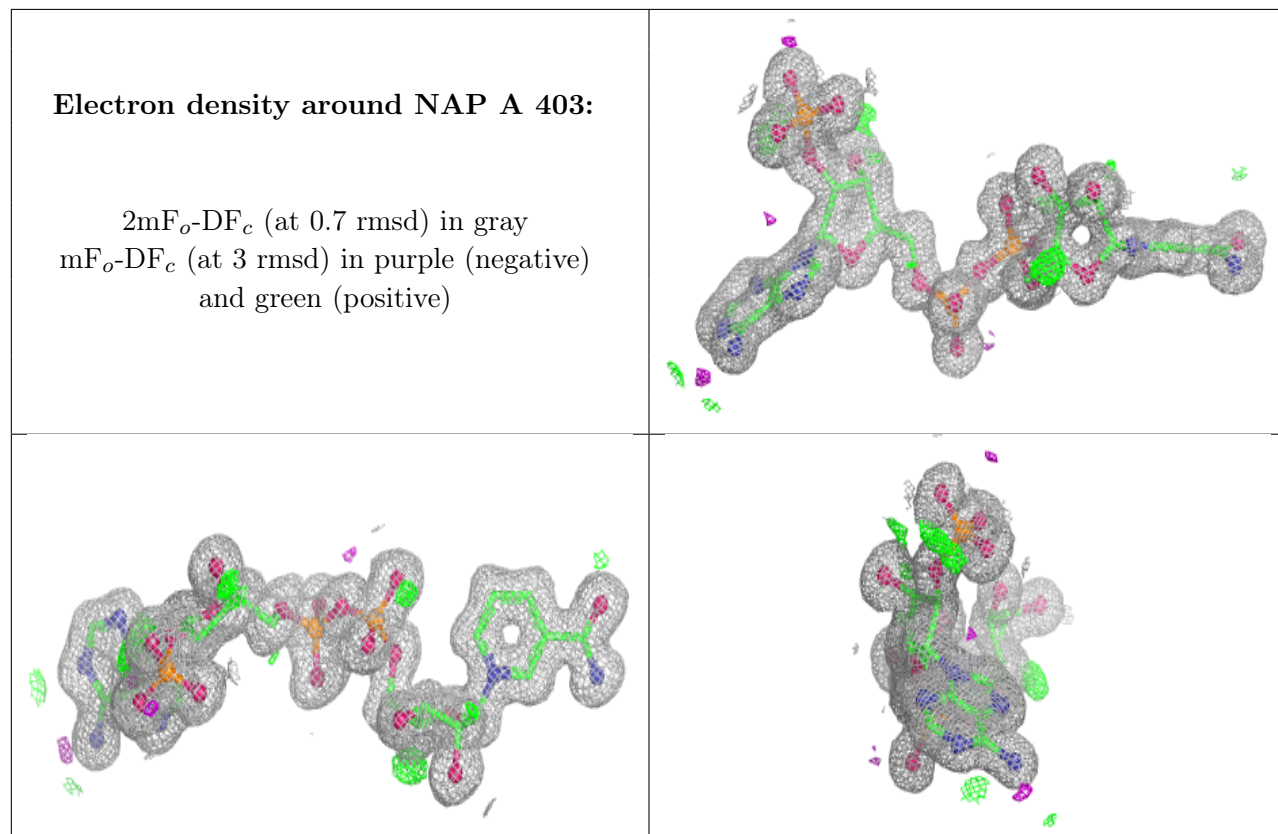 Electron density around NAP A 403:
2mFo-DFc (at 0.7 rmsd) in gray
mFo-DFc (at 3 rmsd) in purple (negative)
and green (positive)